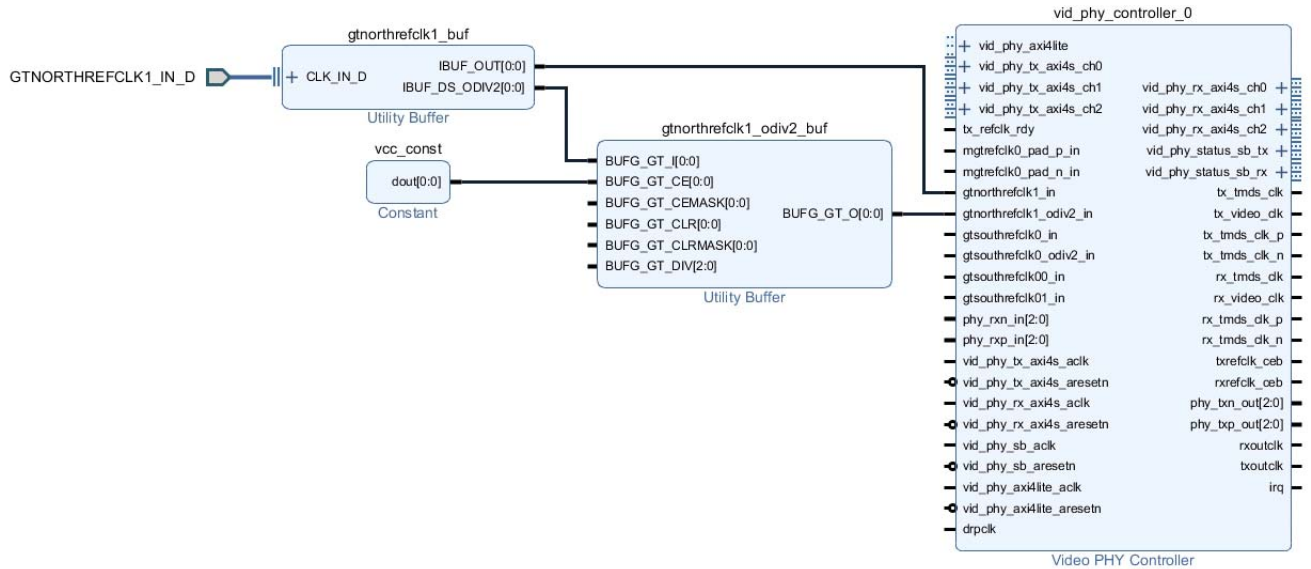 GTNORTHREFCLK1_IN_D
gtnorthrefclk1_buf
CLK_IN_D
IBUF_OUT[0:0]
IBUF_DS_ODIV2[0:0]
Utility Buffer
vcc_const
dout[0:0]
Constant
gtnorthrefclk1_odiv2_buf
BUFG_GT_I[0:0]
BUFG_GT_CE[0:0]
BUFG_GT_CEMASK[0:0]
BUFG_GT_CLR[0:0]
BUFG_GT_CLRMASK[0:0]
BUFG_GT_DIV[2:0]
BUFG_GT_O[0:0]
Utility Buffer
vid_phy_controller_0
vid_phy_axi4lite
vid_phy_tx_axi4s_ch0
vid_phy_tx_axi4s_ch1
vid_phy_tx_axi4s_ch2
tx_refclk_rdy
mgtrefclk0_pad_p_in
mgtrefclk0_pad_n_in
gtnorthrefclk1_in
gtnorthrefclk1_odiv2_in
gtsouthrefclk0_in
gtsouthrefclk0_odiv2_in
gtsouthrefclk00_in
gtsouthrefclk01_in
phy_rxn_in[2:0]
phy_rxp_in[2:0]
vid_phy_tx_axi4s_aclk
vid_phy_tx_axi4s_aresetn
vid_phy_rx_axi4s_aclk
vid_phy_rx_axi4s_aresetn
vid_phy_sb_aclk
vid_phy_sb_aresetn
vid_phy_axi4lite_aclk
vid_phy_axi4lite_aresetn
drpclk
vid_phy_rx_axi4s_ch0
vid_phy_rx_axi4s_ch1
vid_phy_rx_axi4s_ch2
vid_phy_status_sb_tx
vid_phy_status_sb_rx
tx_tmds_clk
tx_video_clk
tx_tmds_clk_p
tx_tmds_clk_n
rx_tmds_clk
rx_video_clk
rx_tmds_clk_p
rx_tmds_clk_n
txrefclk_ceb
rxrefclk_ceb
phy_txn_out[2:0]
phy_txp_out[2:0]
rxoutclk
txoutclk
irq
Video PHY Controller